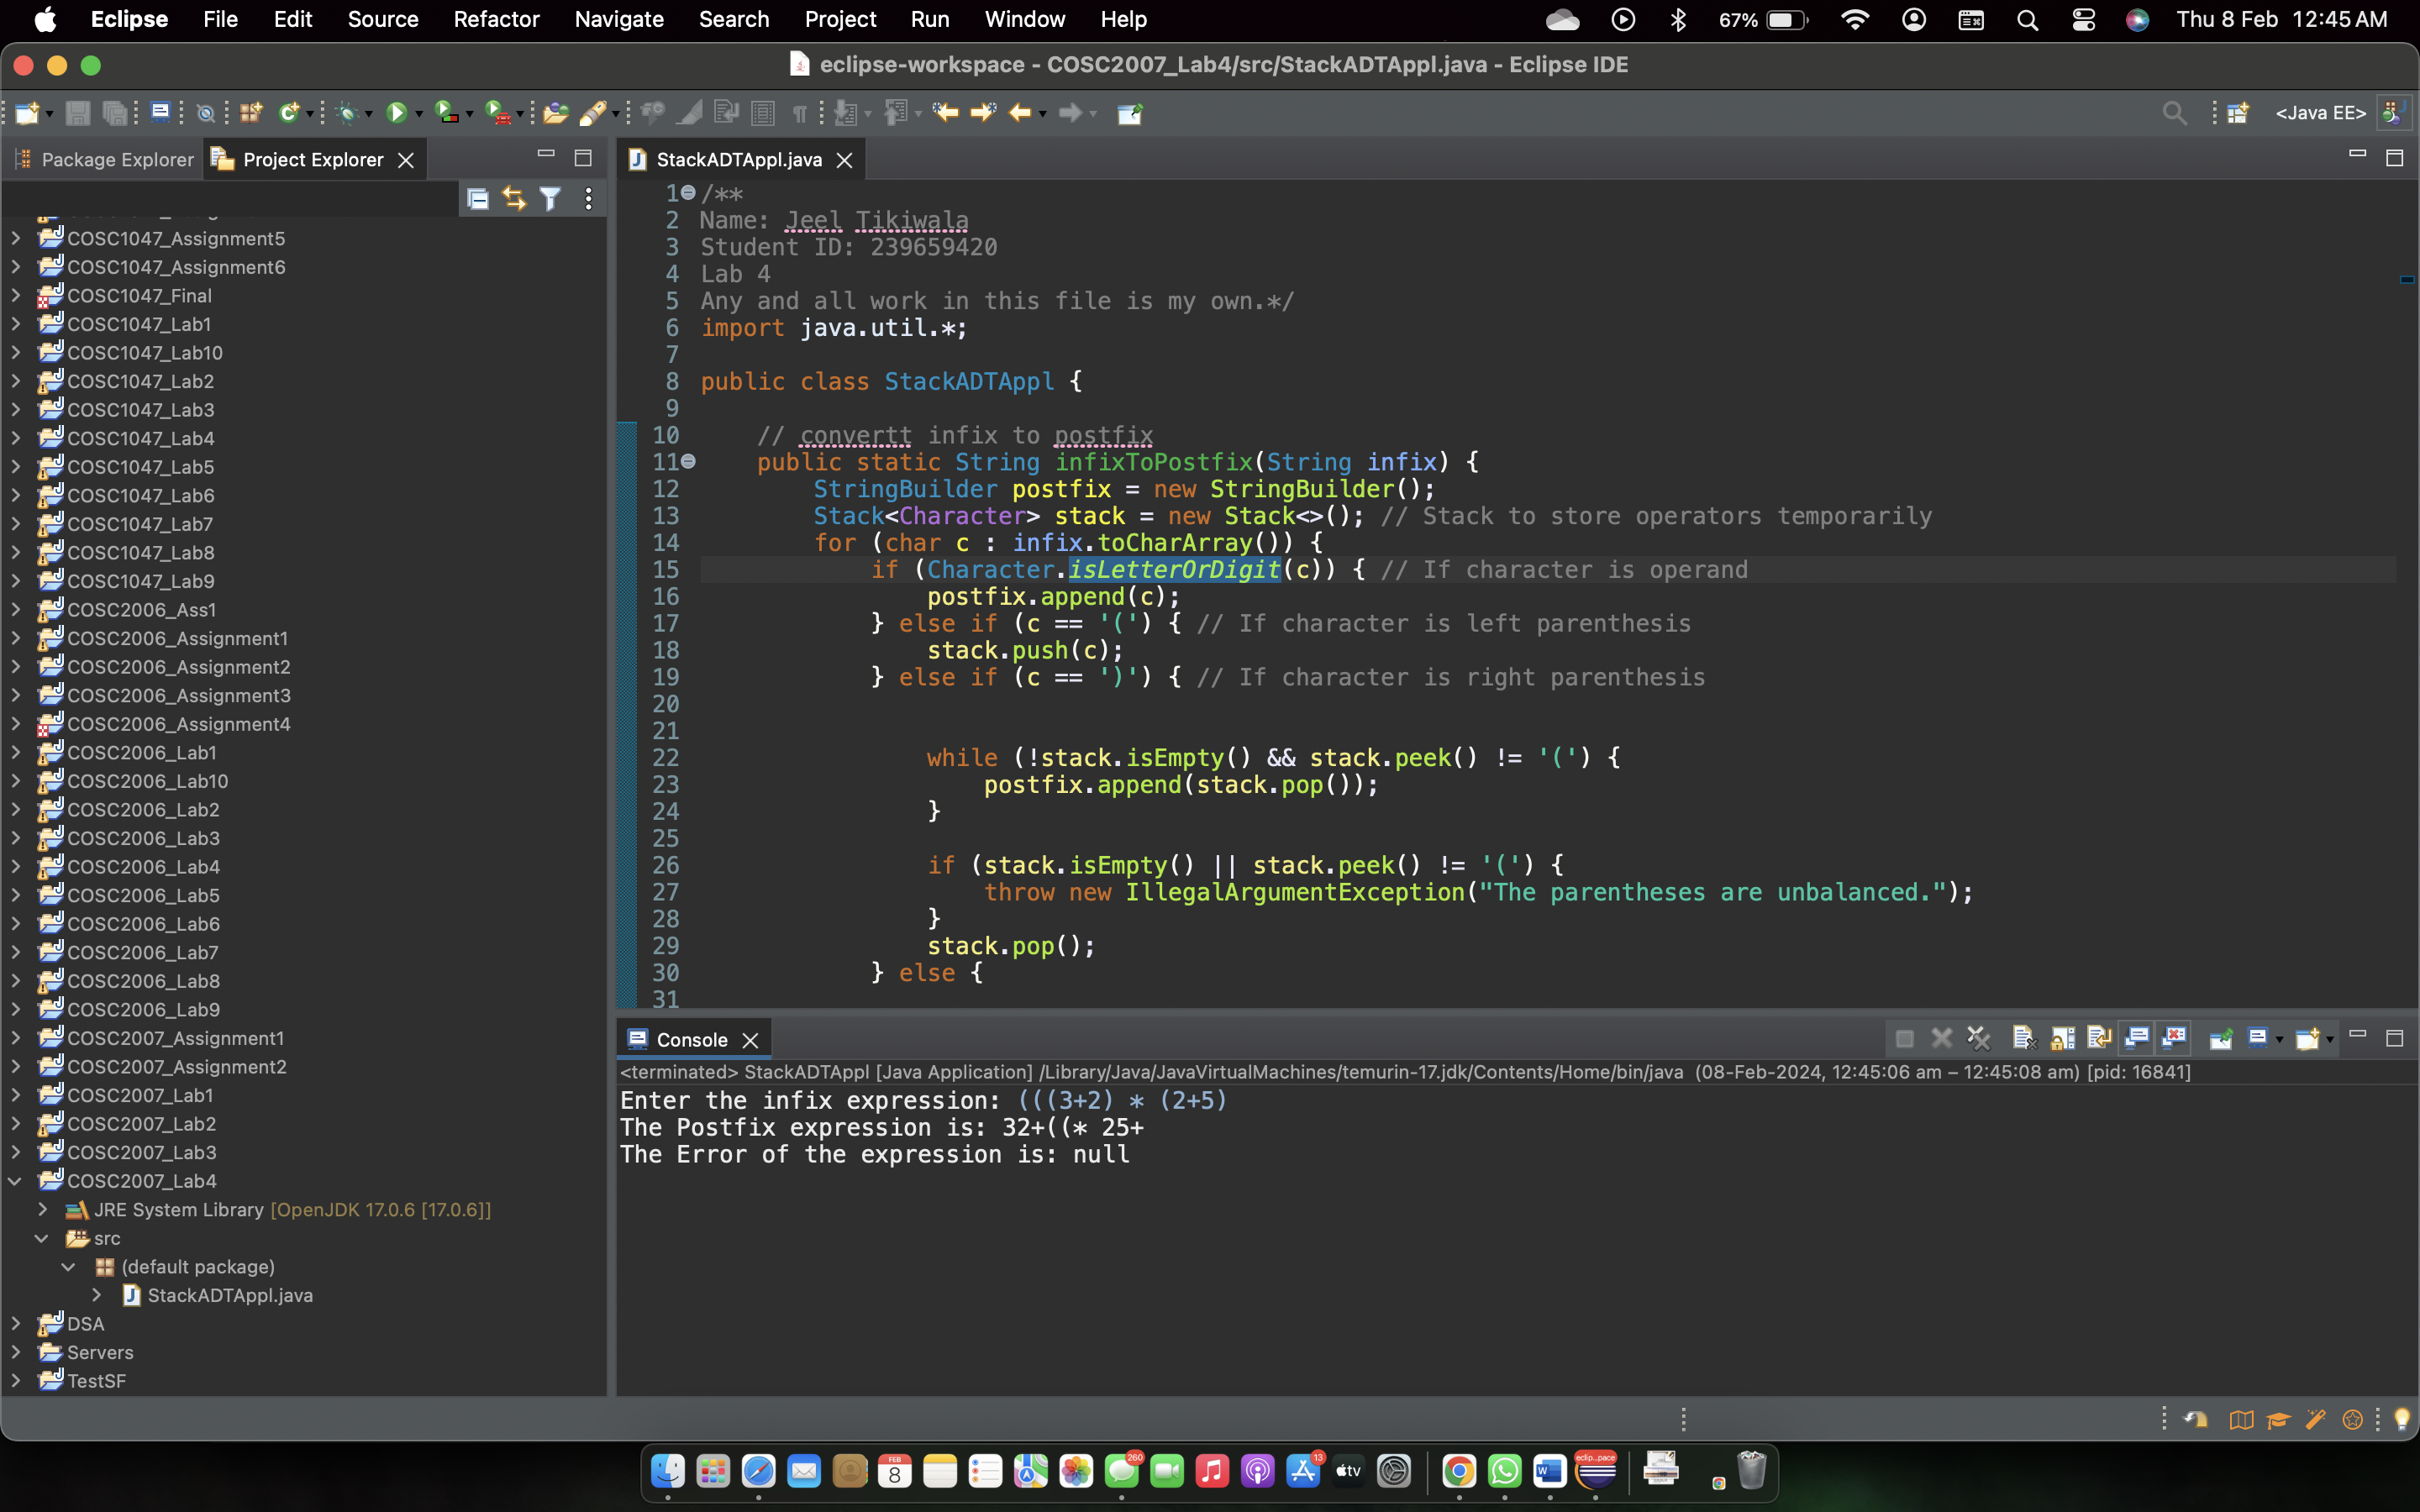 Eclipse File Edit Source Refactor Navigate Search Project Run Window Help 67% Thu 8 Feb 12:45 AM
eclipse-workspace - COSC2007_Lab4/src/StackADTAppl.java - Eclipse IDE
<Java EE>
Package Explorer Project Explorer
COSC1047_Assignment5
COSC1047_Assignment6
COSC1047_Final
COSC1047_Lab1
COSC1047_Lab10
COSC1047_Lab2
COSC1047_Lab3
COSC1047_Lab4
COSC1047_Lab5
COSC1047_Lab6
COSC1047_Lab7
COSC1047_Lab8
COSC1047_Lab9
COSC2006_Ass1
COSC2006_Assignment1
COSC2006_Assignment2
COSC2006_Assignment3
COSC2006_Assignment4
COSC2006_Lab1
COSC2006_Lab10
COSC2006_Lab2
COSC2006_Lab3
COSC2006_Lab4
COSC2006_Lab5
COSC2006_Lab6
COSC2006_Lab7
COSC2006_Lab8
COSC2006_Lab9
COSC2007_Assignment1
COSC2007_Assignment2
COSC2007_Lab1
COSC2007_Lab2
COSC2007_Lab3
COSC2007_Lab4
JRE System Library [OpenJDK 17.0.6 [17.0.6]]
src
(default package)
StackADTAppl.java
DSA
Servers
TestSF
StackADTAppl.java
1 /**
2 Name: Jeel Tikiwala
3 Student ID: 239659420
4 Lab 4
5 Any and all work in this file is my own.*/
6 import java.util.*;
7
8 public class StackADTAppl {
9
10 // convertt infix to postfix
11 public static String infixToPostfix(String infix) {
12 StringBuilder postfix = new StringBuilder();
13 Stack<Character> stack = new Stack<>(); // Stack to store operators temporarily
14 for (char c : infix.toCharArray()) {
15 if (Character.isLetterOrDigit(c)) { // If character is operand
16 postfix.append(c);
17 } else if (c == '(') { // If character is left parenthesis
18 stack.push(c);
19 } else if (c == ')') { // If character is right parenthesis
20
21
22 while (!stack.isEmpty() && stack.peek() != '(') {
23 postfix.append(stack.pop());
24 }
25
26 if (stack.isEmpty() || stack.peek() != '(') {
27 throw new IllegalArgumentException("The parentheses are unbalanced.");
28 }
29 stack.pop();
30 } else {
31
Console
<terminated> StackADTAppl [Java Application] /Library/Java/JavaVirtualMachines/temurin-17.jdk/Contents/Home/bin/java (08-Feb-2024, 12:45:06 am – 12:45:08 am) [pid: 16841]
Enter the infix expression: (((3+2) * (2+5)
The Postfix expression is: 32+((* 25+
The Error of the expression is: null
FEB
8
260
13
tv
eclip...pace